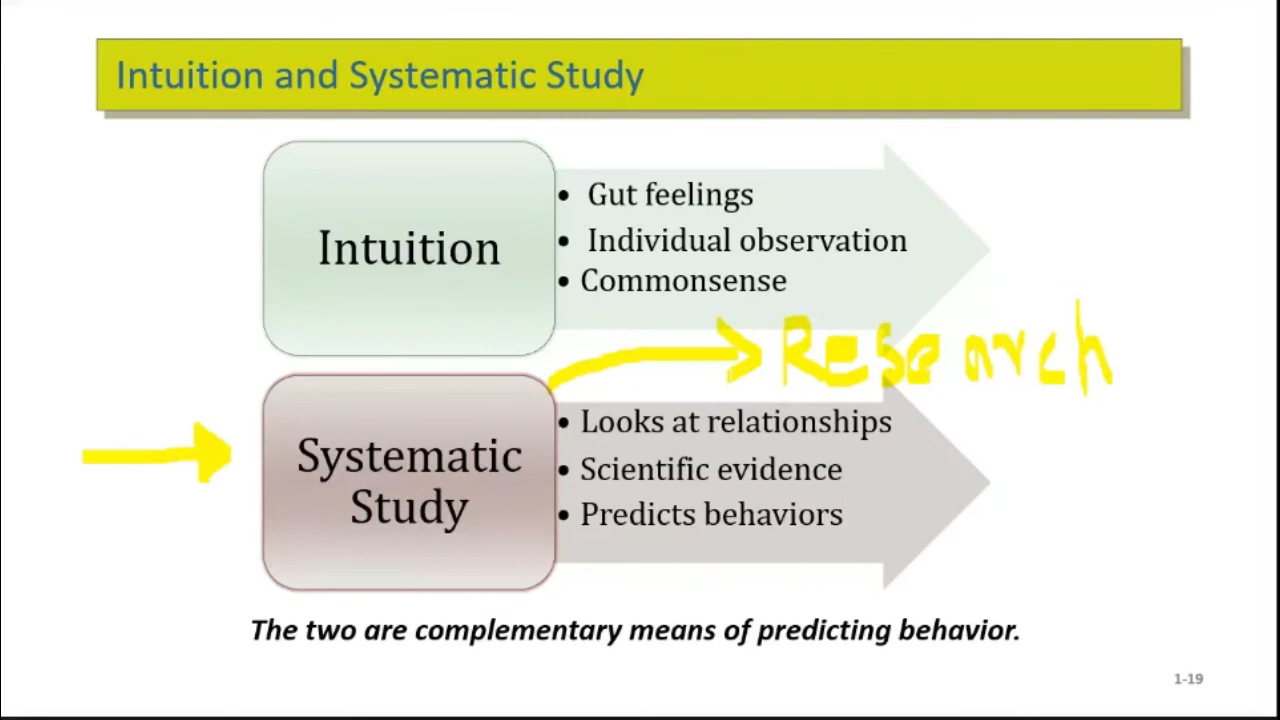 Intuition and Systematic Study
Intuition
• Gut feelings
• Individual observation
• Commonsense
Research
Systematic
Study
• Looks at relationships
• Scientific evidence
• Predicts behaviors
The two are complementary means of predicting behavior.
1-19